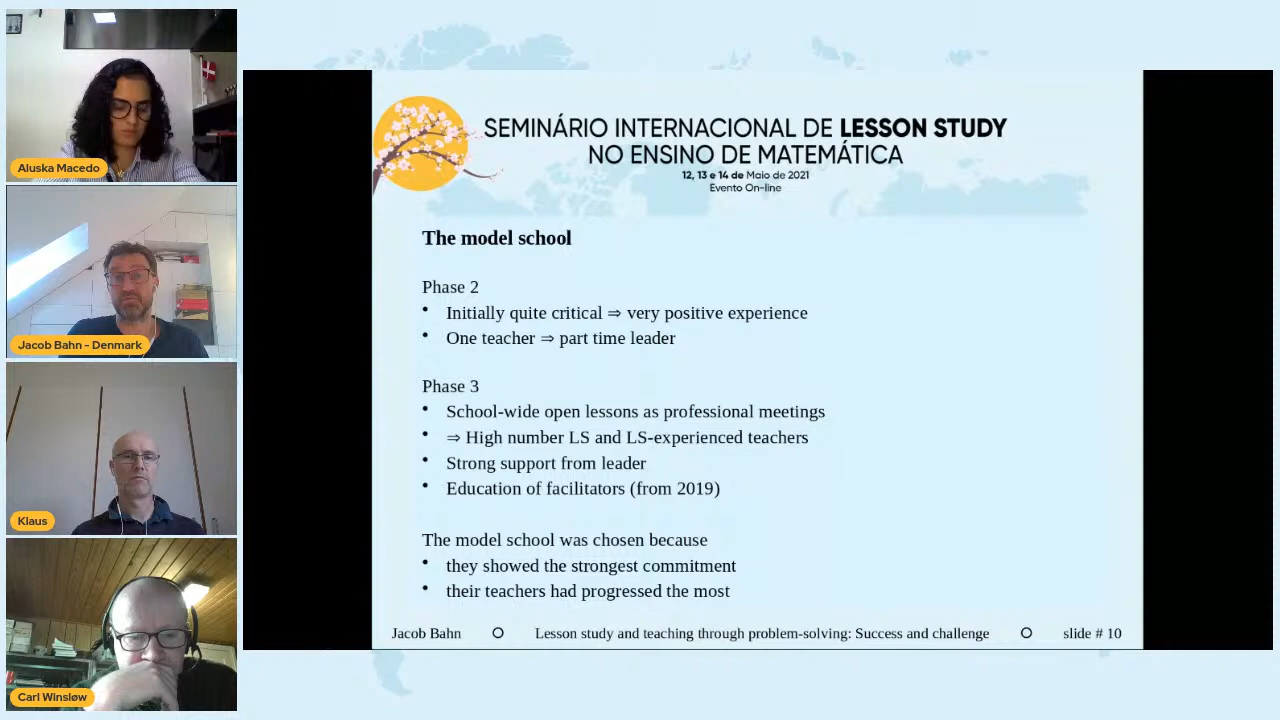 Aluska Macedo
Jacob Bahn - Denmark
Klaus
Carl Winsløw
SEMINÁRIO INTERNACIONAL DE LESSON STUDY
NO ENSINO DE MATEMÁTICA
12, 13 e 14 de Maio de 2021
Evento On-line
The model school
Phase 2
• Initially quite critical ⇒ very positive experience
• One teacher ⇒ part time leader
Phase 3
• School-wide open lessons as professional meetings
• ⇒ High number LS and LS-experienced teachers
• Strong support from leader
• Education of facilitators (from 2019)
The model school was chosen because
• they showed the strongest commitment
• their teachers had progressed the most
Jacob Bahn O Lesson study and teaching through problem-solving: Success and challenge O slide # 10